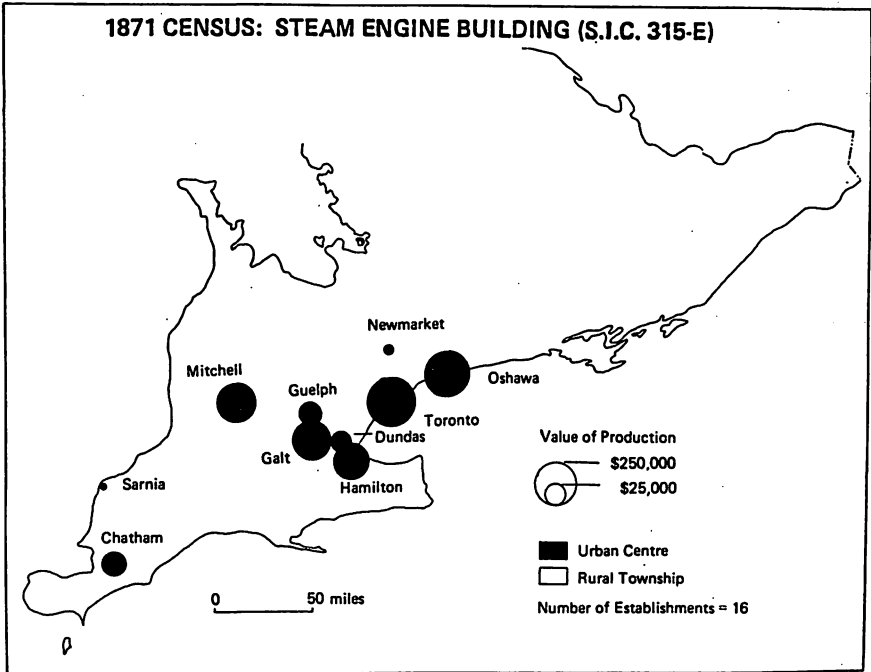 1871 CENSUS: STEAM ENGINE BUILDING (S.I.C. 315-E)
Newmarket
Mitchell
Oshawa
Guelph
Toronto
Dundas
Galt
Hamilton
Sarnia
Chatham
0 50 miles
Value of Production
$250,000
$25,000
Urban Centre
Rural Township
Number of Establishments = 16